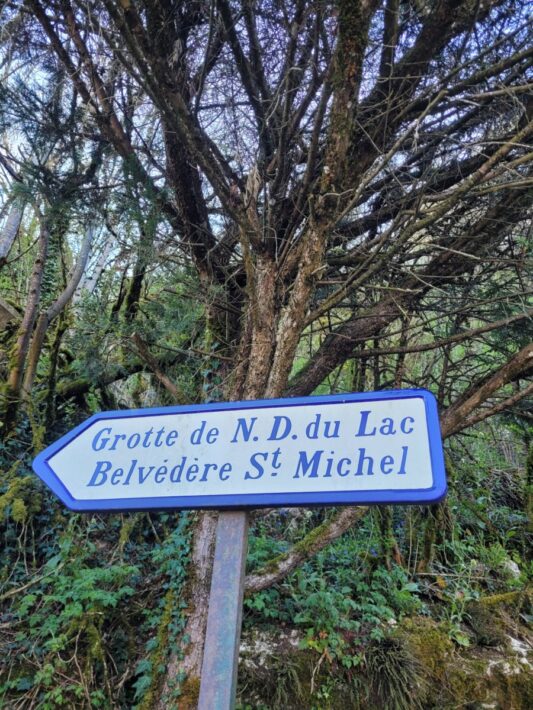 Grotte de N.D. du Lac
Belvédère St Michel